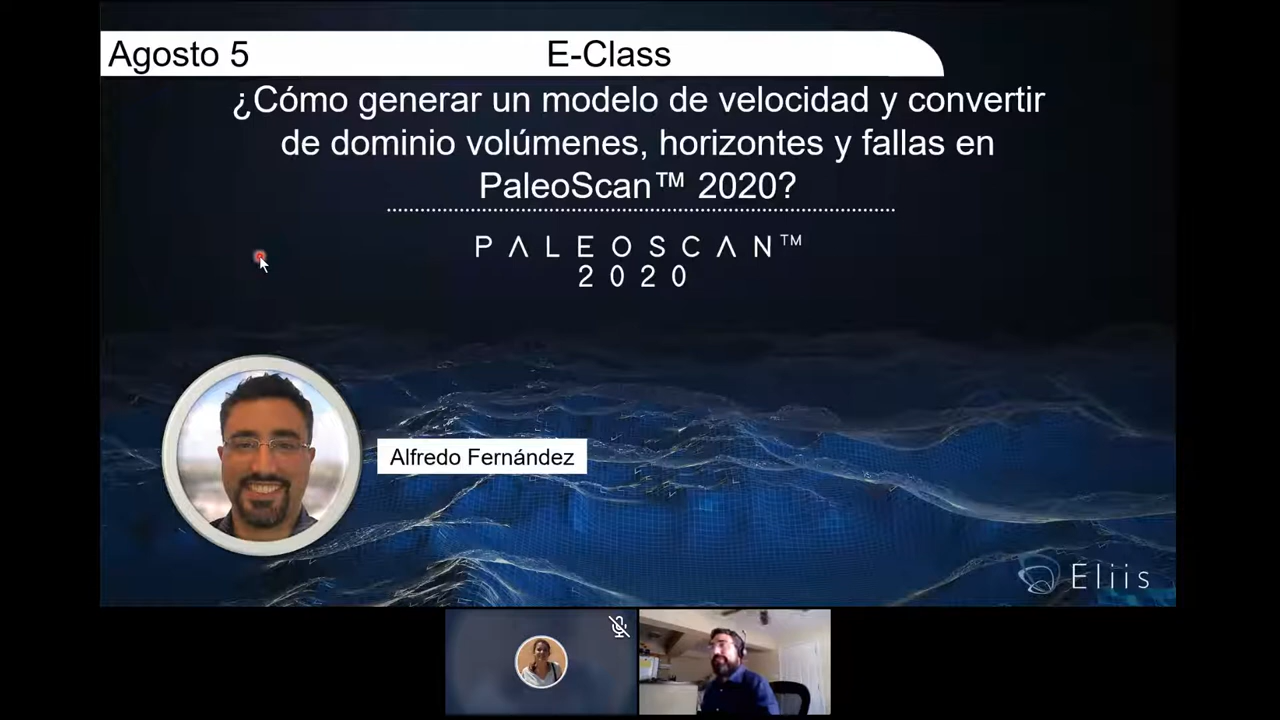 Agosto 5
E-Class
¿Cómo generar un modelo de velocidad y convertir
de dominio volúmenes, horizontes y fallas en
PaleoScan™ 2020?
PALEOSCAN™
2020
Alfredo Fernández
Eliis